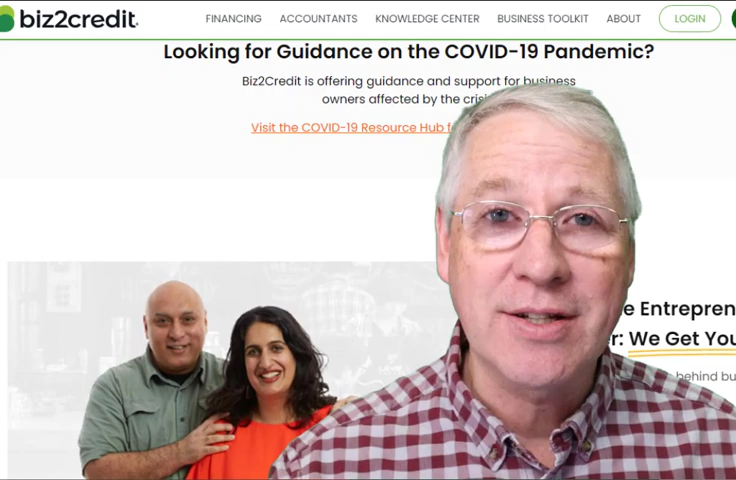 biz2credit.
FINANCING
ACCOUNTANTS
KNOWLEDGE CENTER
BUSINESS TOOLKIT
ABOUT
LOGIN
Looking for Guidance on the COVID-19 Pandemic?
Biz2Credit is offering guidance and support for business
owners affected by the
Visit the COVID-19 Resource Hub
Entrepren
We Get You
behind bu